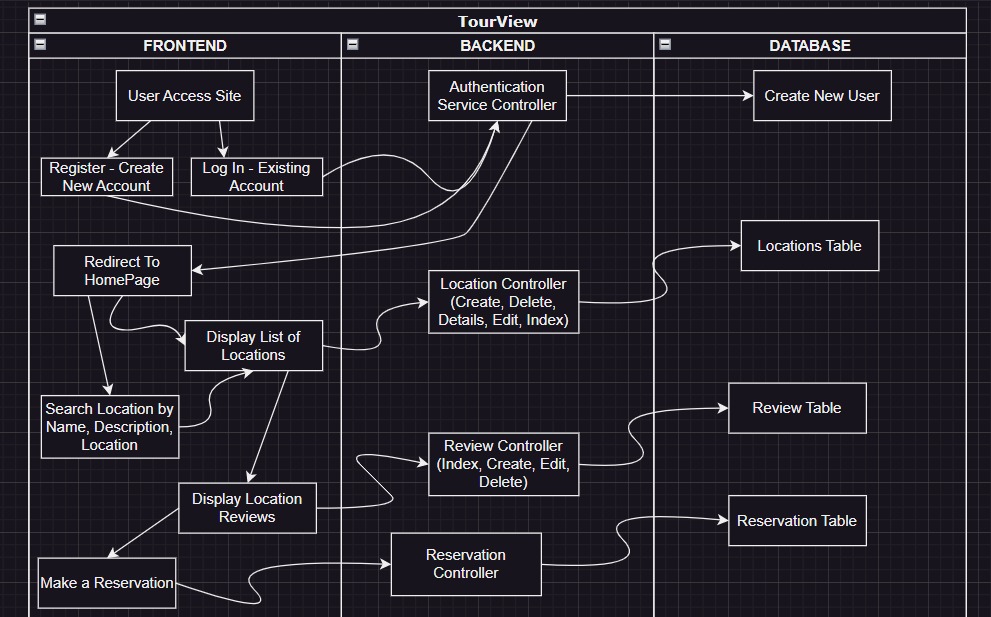 TourView
FRONTEND
BACKEND
DATABASE
User Access Site
Authentication
Service Controller
Create New User
Register - Create
New Account
Log In - Existing
Account
Redirect To
HomePage
Locations Table
Location Controller
(Create, Delete,
Details, Edit, Index)
Display List of
Locations
Search Location by
Name, Description,
Location
Review Table
Review Controller
(Index, Create, Edit,
Delete)
Display Location
Reviews
Reservation Table
Reservation
Controller
Make a Reservation